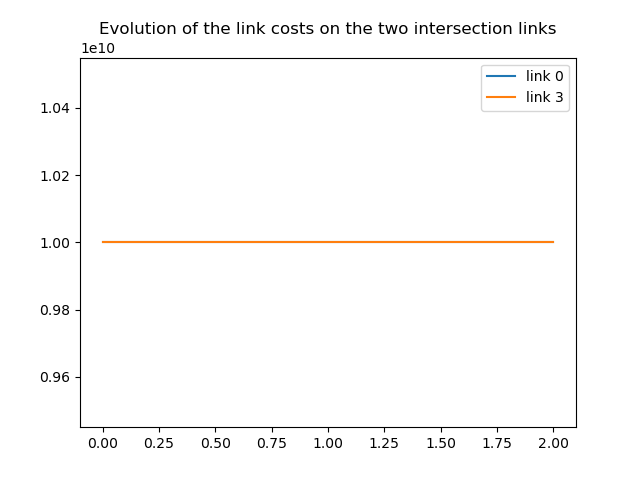 Evolution of the link costs on the two intersection links
1e10
link 0
link 3
1.04
1.02
1.00
0.98
0.96
0.00 0.25 0.50 0.75 1.00 1.25 1.50 1.75 2.00